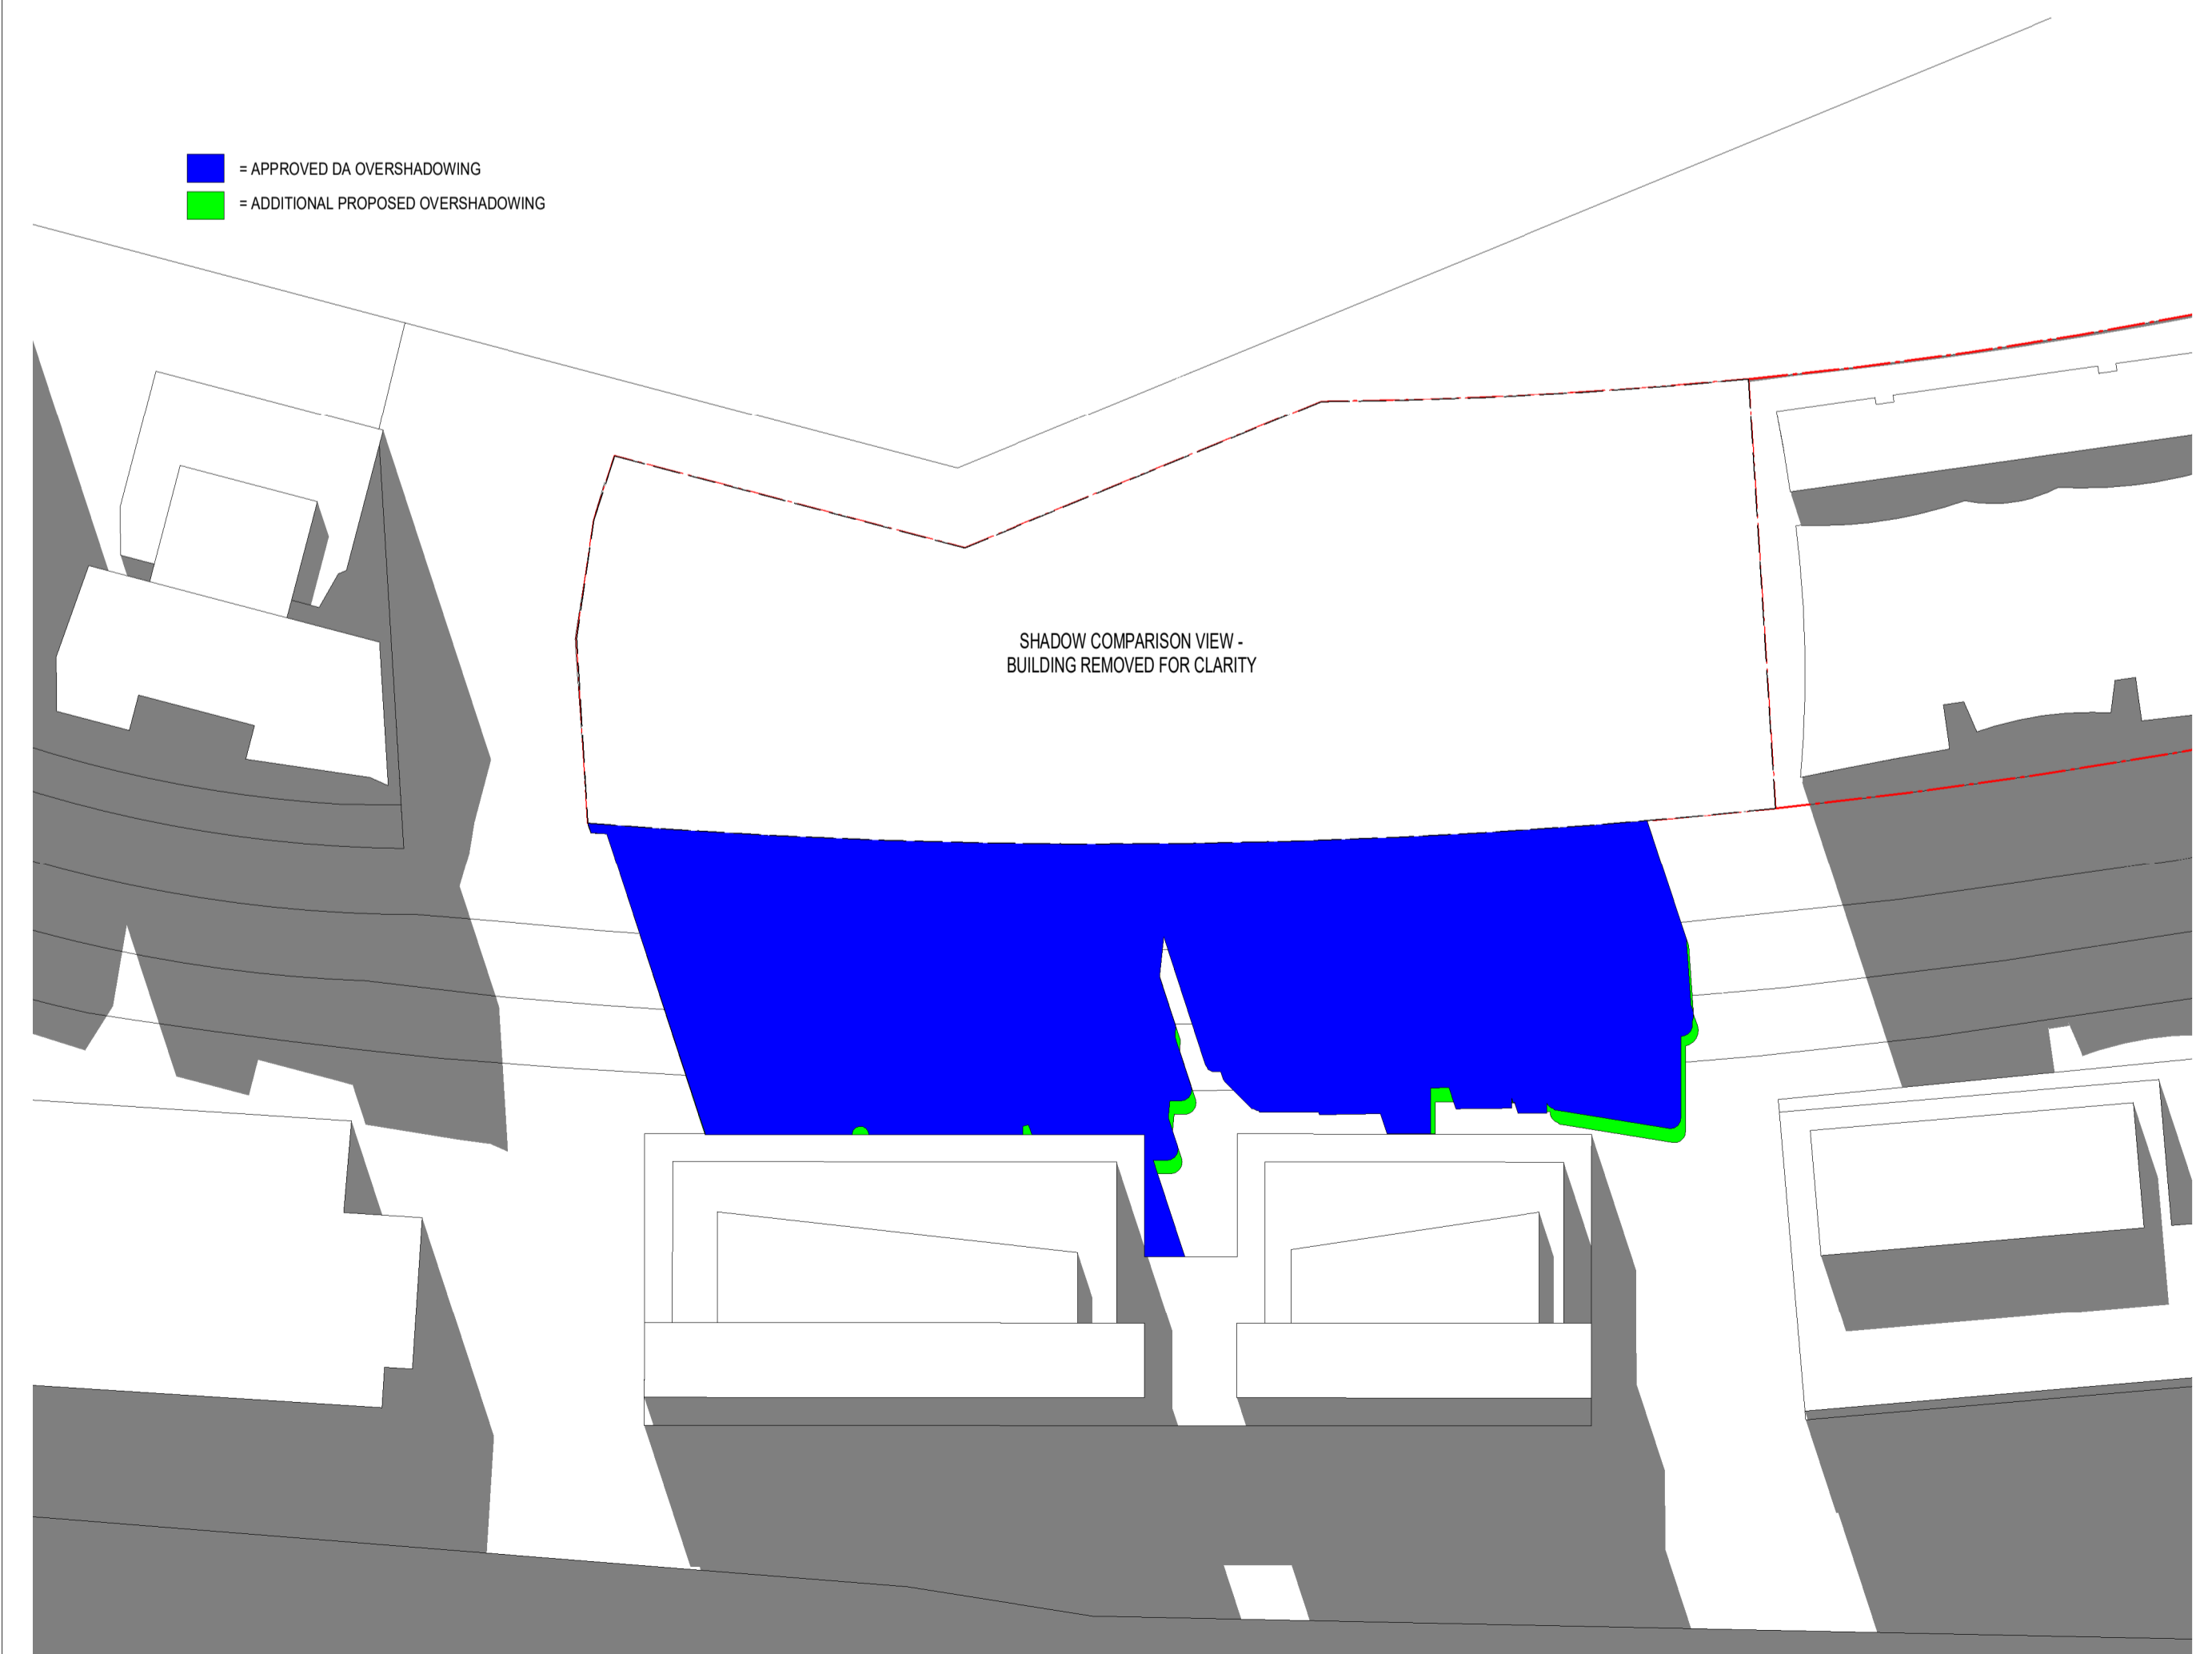 = APPROVED DA OVERSHADOWING
= ADDITIONAL PROPOSED OVERSHADOWING
SHADOW COMPARISON VIEW -
BUILDING REMOVED FOR CLARITY